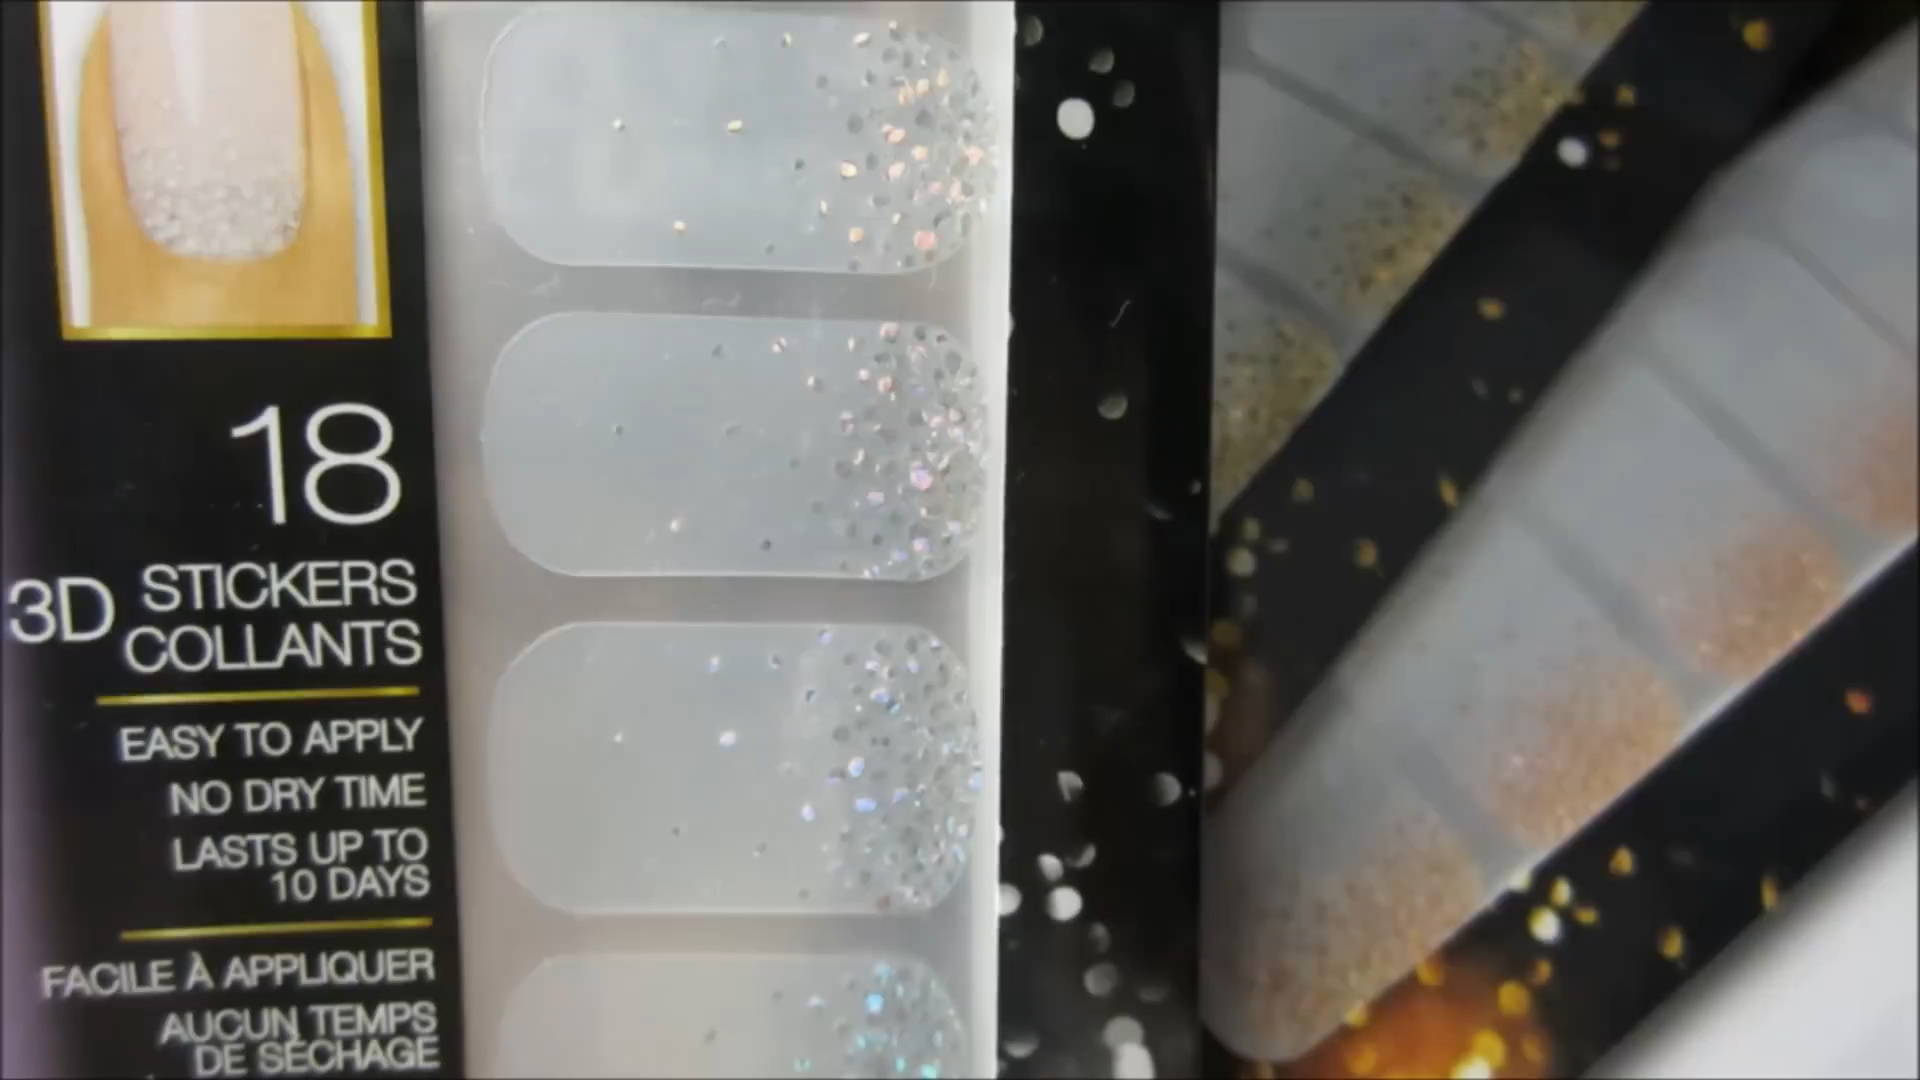 18
3D STICKERS
COLLANTS
EASY TO APPLY
NO DRY TIME
LASTS UP TO
10 DAYS
FACILE À APPLIQUER
AUCUN TEMPS
DE SÉCHAGE